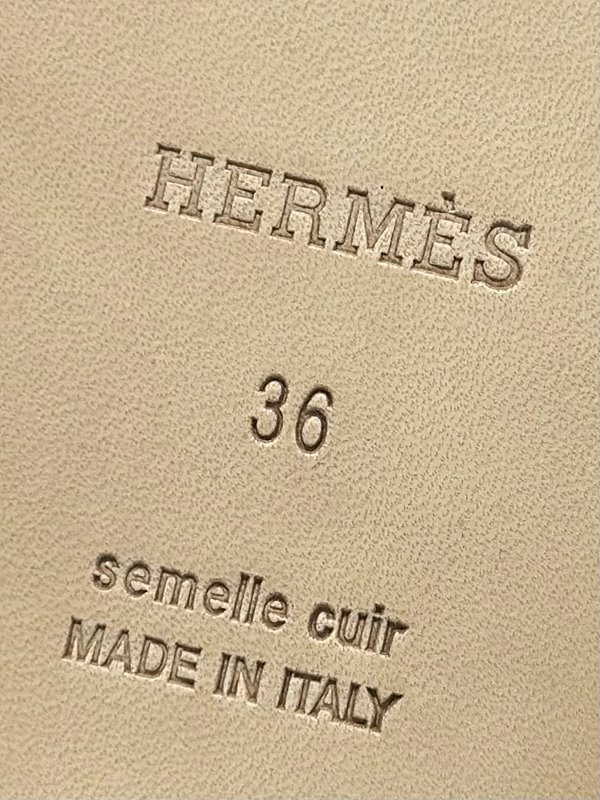 HERMÈS
36
semelle cuir
MADE IN ITALY